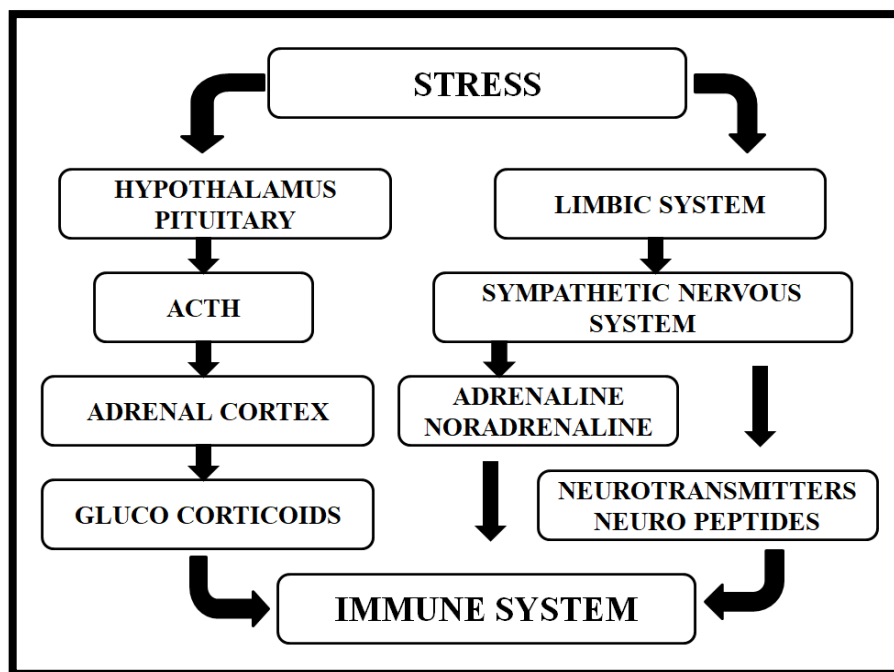 STRESS
HYPOTHALAMUS
PITUITARY
LIMBIC SYSTEM
ACTH
SYMPATHETIC NERVOUS
SYSTEM
ADRENAL CORTEX
ADRENALINE
NORADRENALINE
GLUCO CORTICOIDS
NEUROTRANSMITTERS
NEURO PEPTIDES
IMMUNE SYSTEM